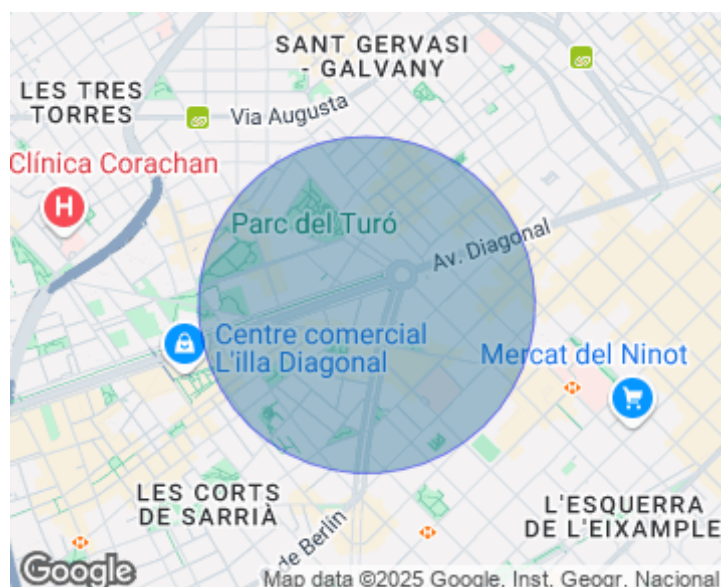 SANT GERVASI
- GALVANY
LES TRES
TORRES
Via Augusta
Clínica Corachan
H
Parc del Turó
Av. Diagonal
Centre comercial
L'illa Diagonal
Mercat del Ninot
LES CORTS
DE SARRIÀ
L'ESQUERRA
DE L'EIXAMPLE
de Berlín
Google
Map data ©2025 Google, Inst. Geogr. Nacional